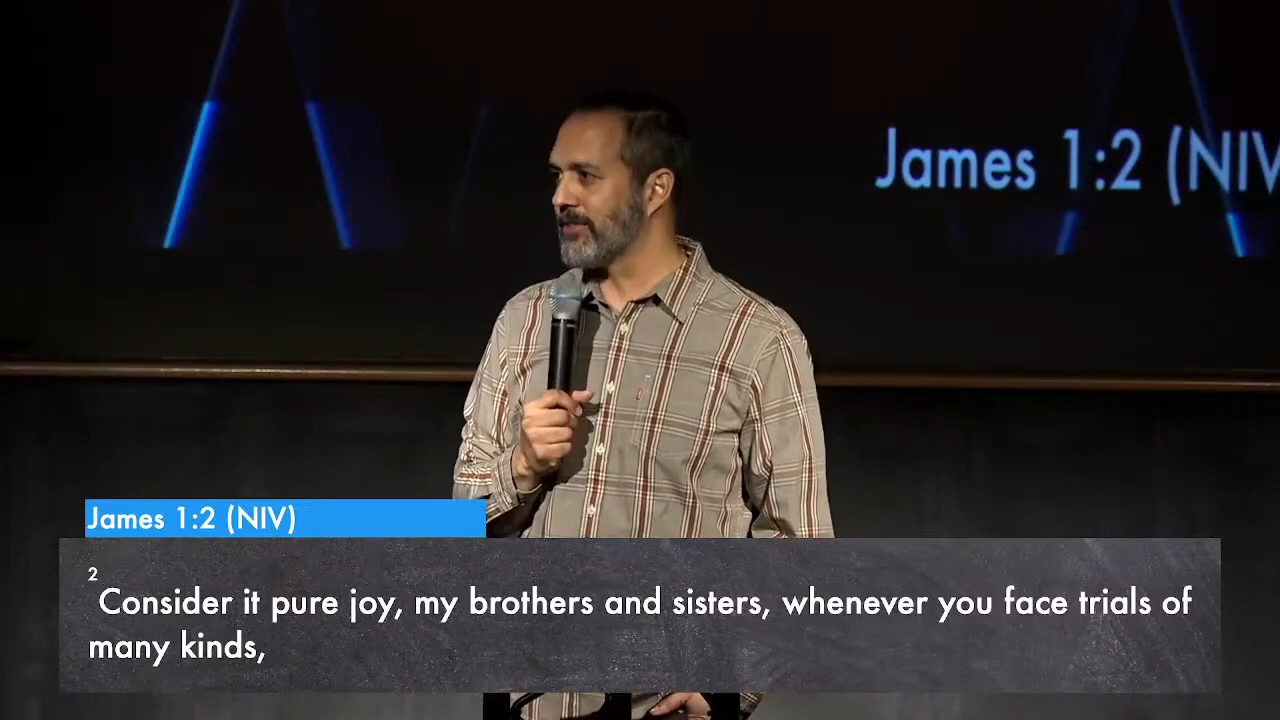 James 1:2 (NIV
James 1:2 (NIV)
2
Consider it pure joy, my brothers and sisters, whenever you face trials of
many kinds,